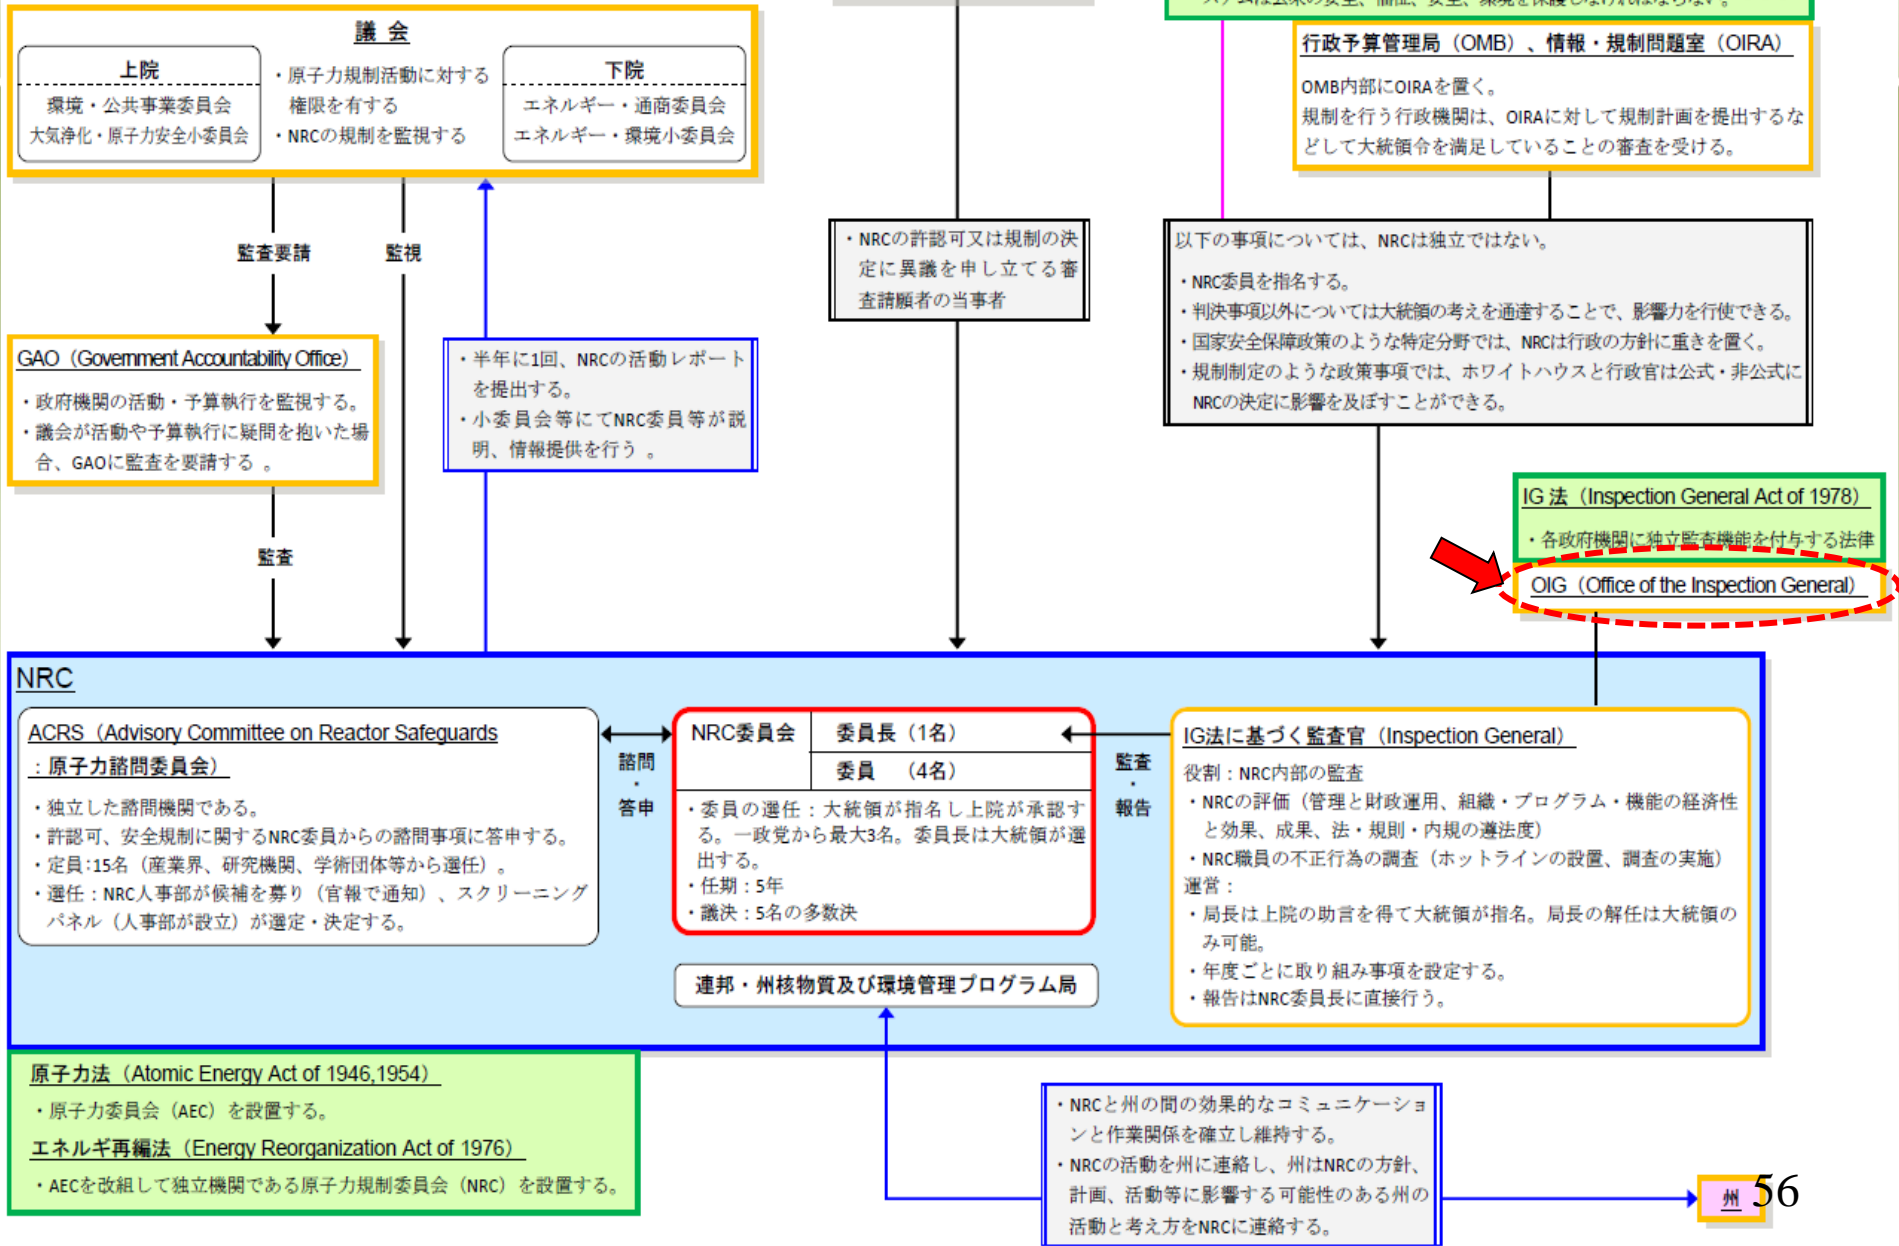 ステムは公衆の安全、福祉、安全、環境を保護しなければならない。
議 会
上院
環境・公共事業委員会
大気浄化・原子力安全小委員会
・原子力規制活動に対する
権限を有する
・NRCの規制を監視する
下院
エネルギー・通商委員会
エネルギー・環境小委員会
行政予算管理局（OMB）、情報・規制問題室（OIRA）
OMB内部にOIRAを置く。
規制を行う行政機関は、OIRAに対して規制計画を提出するな
どして大統領令を満足していることの審査を受ける。
監査要請
監視
・NRCの許認可又は規制の決
定に異議を申し立てる審
査請願者の当事者
以下の事項については、NRCは独立ではない。
・NRC委員を指名する。
・判決事項以外については大統領の考えを通達することで、影響力を行使できる。
・国家安全保障政策のような特定分野では、NRCは行政の方針に重きを置く。
・規制制定のような政策事項では、ホワイトハウスと行政官は公式・非公式に
NRCの決定に影響を及ぼすことができる。
GAO（Government Accountability Office）
・政府機関の活動・予算執行を監視する。
・議会が活動や予算執行に疑問を抱いた場
合、GAOに監査を要請する 。
・半年に1回、NRCの活動レポート
を提出する。
・小委員会等にてNRC委員等が説
明、情報提供を行う 。
監査
IG 法（Inspection General Act of 1978）
・各政府機関に独立監査機能を付与する法律
OIG（Office of the Inspection General）
NRC
ACRS（Advisory Committee on Reactor Safeguards
：原子力諮問委員会）
・独立した諮問機関である。
・許認可、安全規制に関するNRC委員からの諮問事項に答申する。
・定員:15名（産業界、研究機関、学術団体等から選任）。
・選任：NRC人事部が候補を募り（官報で通知）、スクリーニング
パネル（人事部が設立）が選定・決定する。
諮問
・
答申
NRC委員会
委員長（1名）
委員 （4名）
・委員の選任：大統領が指名し上院が承認す
る。一政党から最大3名。委員長は大統領が選
出する。
・任期：5年
・議決：5名の多数決
監査
・
報告
IG法に基づく監査官（Inspection General）
役割：NRC内部の監査
・NRCの評価（管理と財政運用、組織・プログラム・機能の経済性
と効果、成果、法・規則・内規の遵法度）
・NRC職員の不正行為の調査（ホットラインの設置、調査の実施）
運営：
・局長は上院の助言を得て大統領が指名。局長の解任は大統領の
み可能。
・年度ごとに取り組み事項を設定する。
・報告はNRC委員長に直接行う。
連邦・州核物質及び環境管理プログラム局
原子力法（Atomic Energy Act of 1946,1954）
・原子力委員会（AEC）を設置する。
エネルギ再編法（Energy Reorganization Act of 1976）
・AECを改組して独立機関である原子力規制委員会（NRC）を設置する。
・NRCと州の間の効果的なコミュニケーショ
ンと作業関係を確立し維持する。
・NRCの活動を州に連絡し、州はNRCの方針、
計画、活動等に影響する可能性のある州の
活動と考え方をNRCに連絡する。
州
56